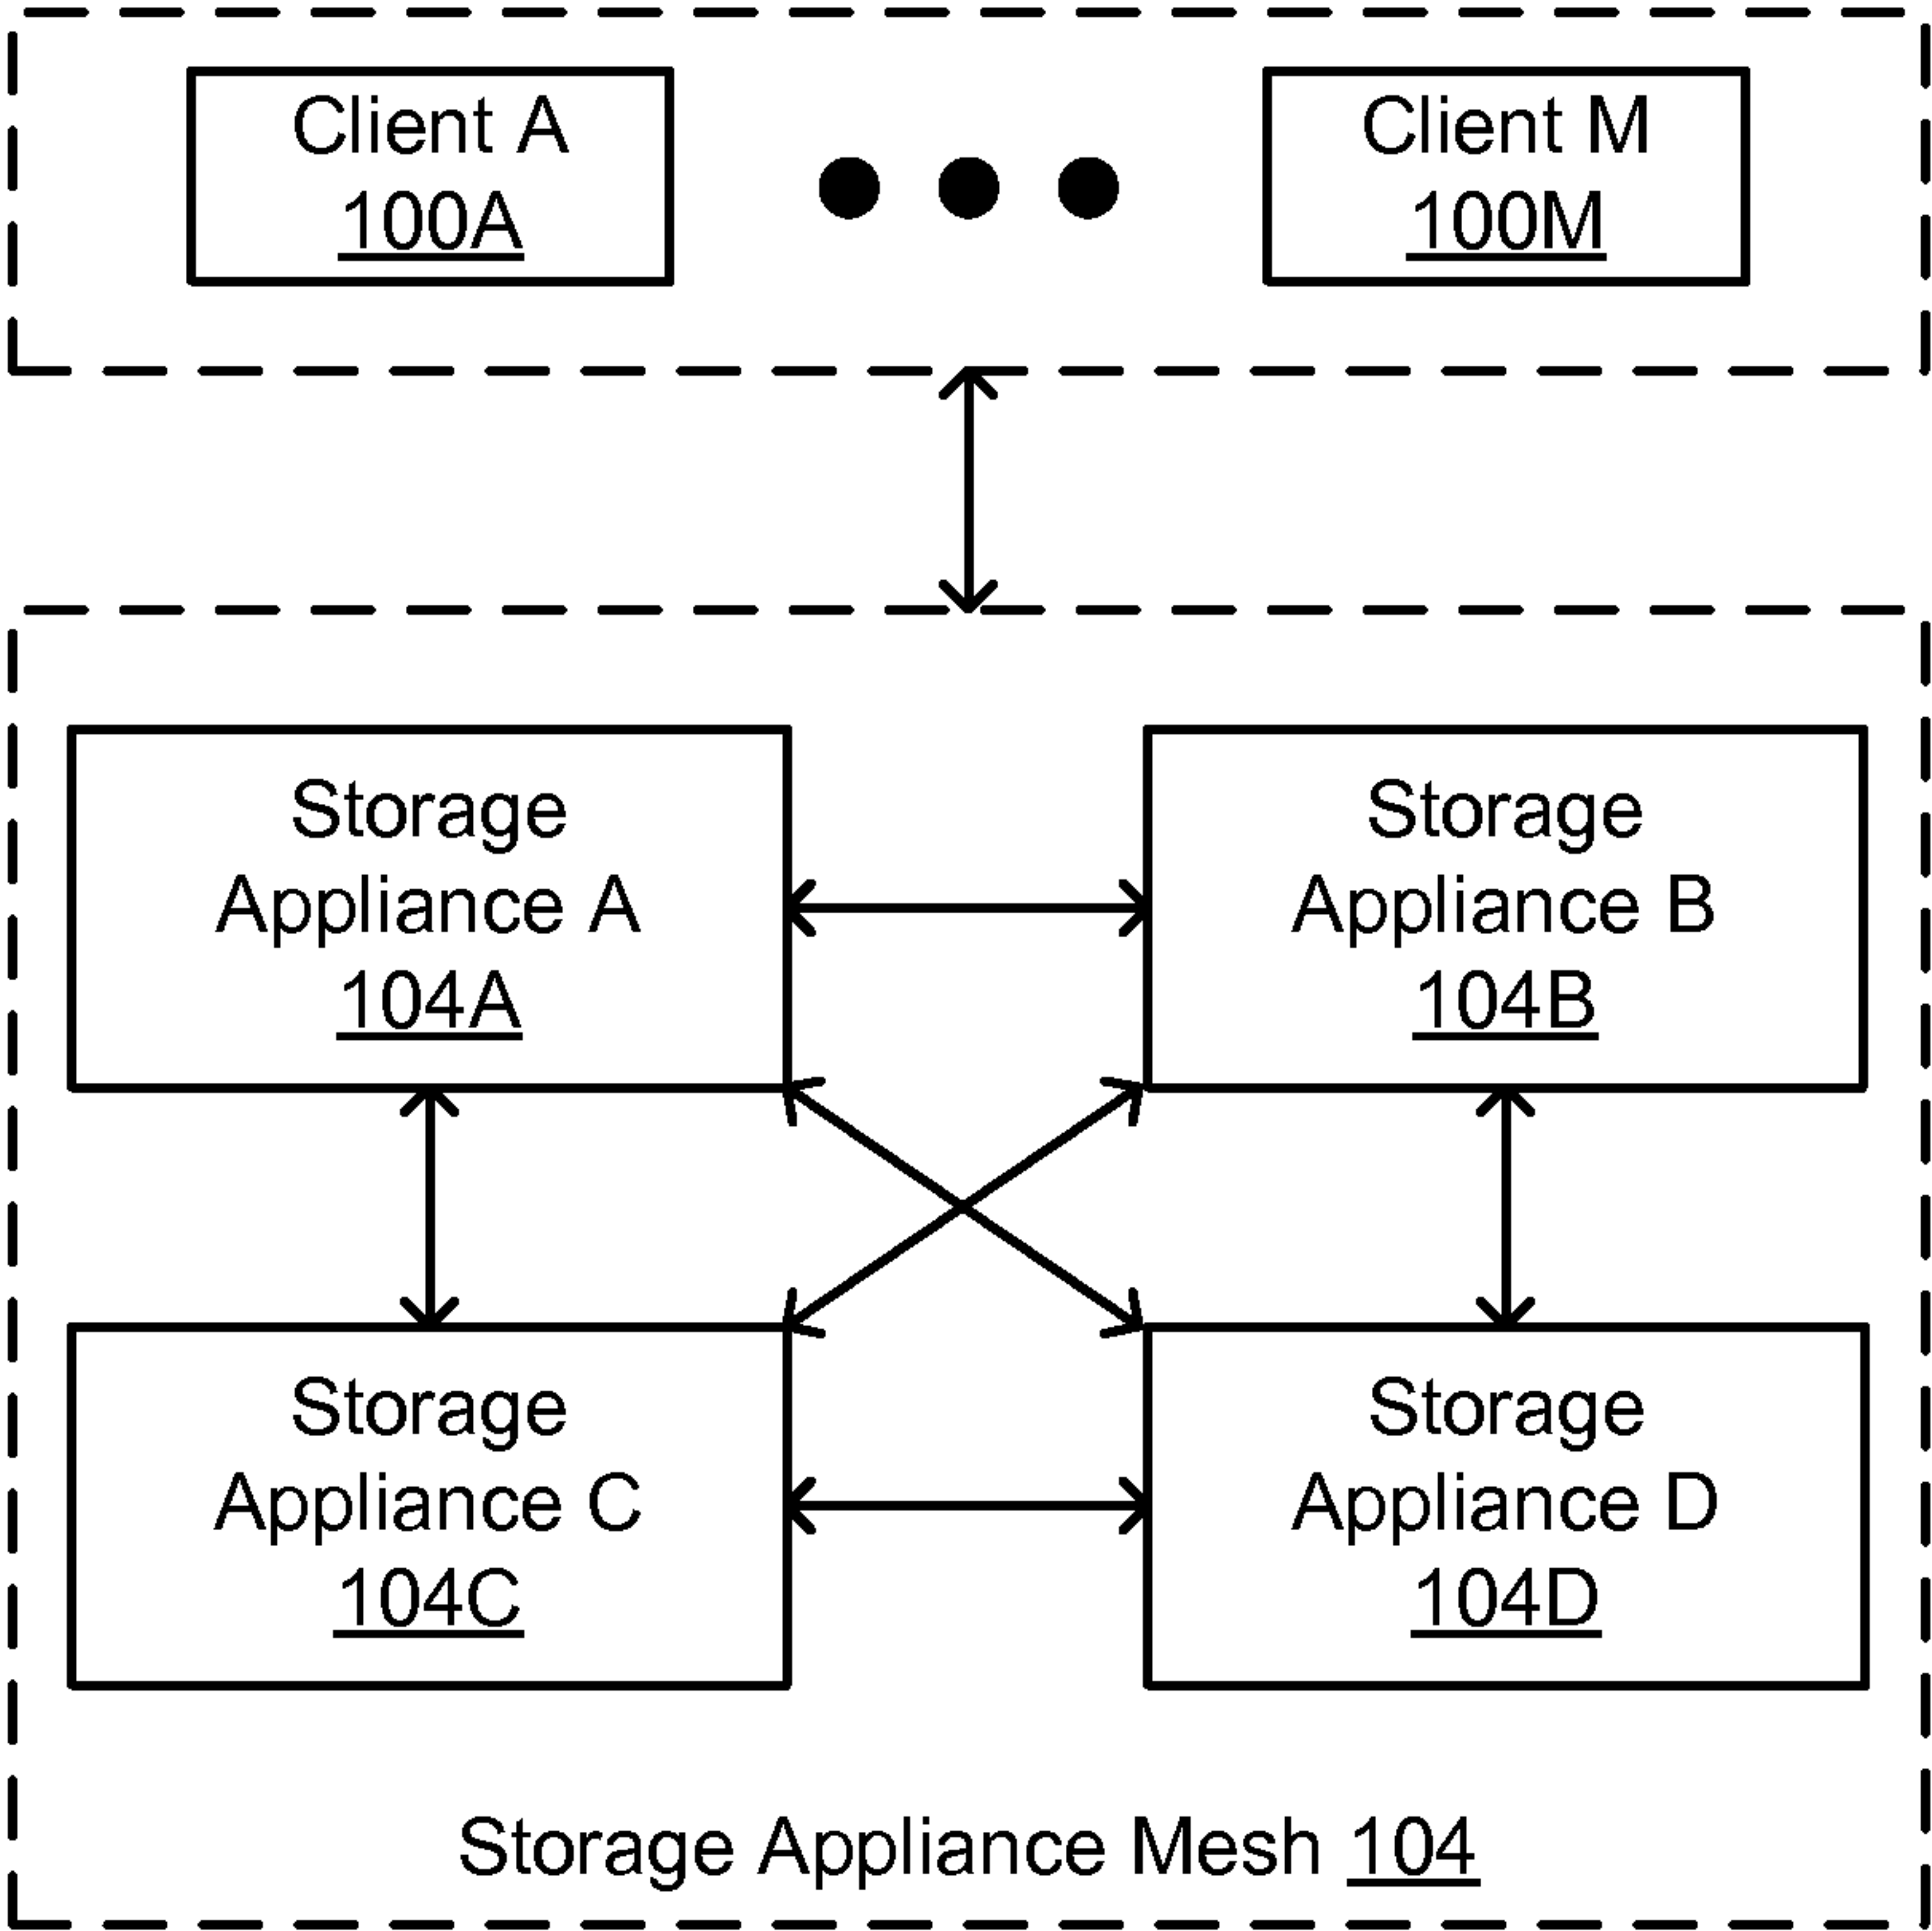 Client A
100A
Client M
100M
Storage
Appliance A
104A
Storage
Appliance B
104B
Storage
Appliance C
104C
Storage
Appliance D
104D
Storage Appliance Mesh 104